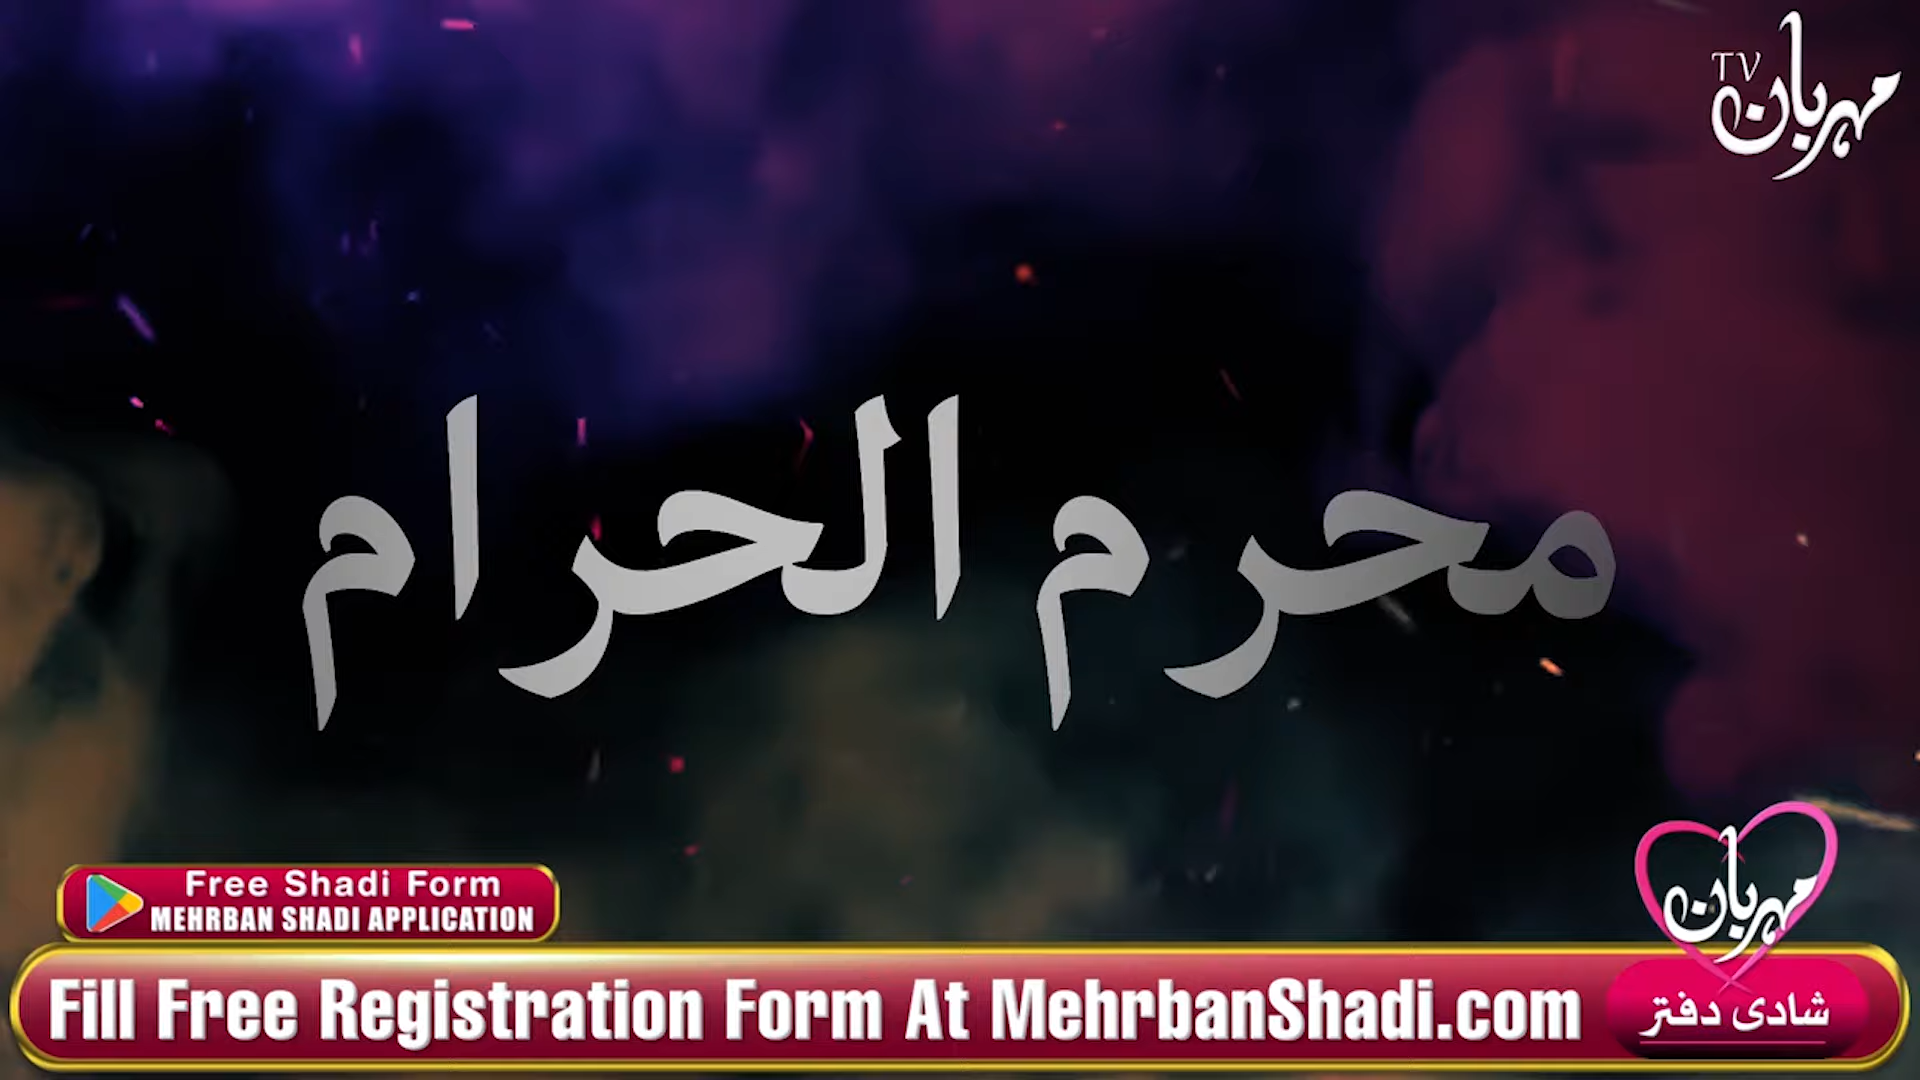 TV
مہربان
محرم الحرام
Free Shadi Form
MEHRBAN SHADI APPLICATION
مہربان
Fill Free Registration Form At MehrbanShadi.com
شادی دفتر